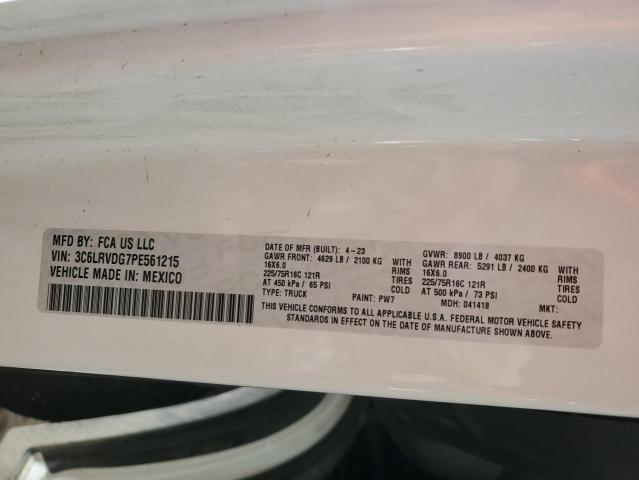 MFD BY: FCA US LLC
VIN: 3C6LRVDG7PE561215
VEHICLE MADE IN: MEXICO
DATE OF MFR (BUILT): 4-23
GAWR FRONT: 4629 LB / 2100 KG WITH
16X6.0 RIMS
225/75R16C 121R TIRES
AT 450 kPa / 65 PSI COLD
TYPE: TRUCK PAINT: PW7
GVWR: 8900 LB / 4037 KG
GAWR REAR: 5291 LB / 2400 KG WITH
16X6.0 RIMS
225/75R16C 121R TIRES
AT 500 kPa / 73 PSI COLD
MDH: 041418 MKT:
THIS VEHICLE CONFORMS TO ALL APPLICABLE U.S.A. FEDERAL MOTOR VEHICLE SAFETY
STANDARDS IN EFFECT ON THE DATE OF MANUFACTURE SHOWN ABOVE.